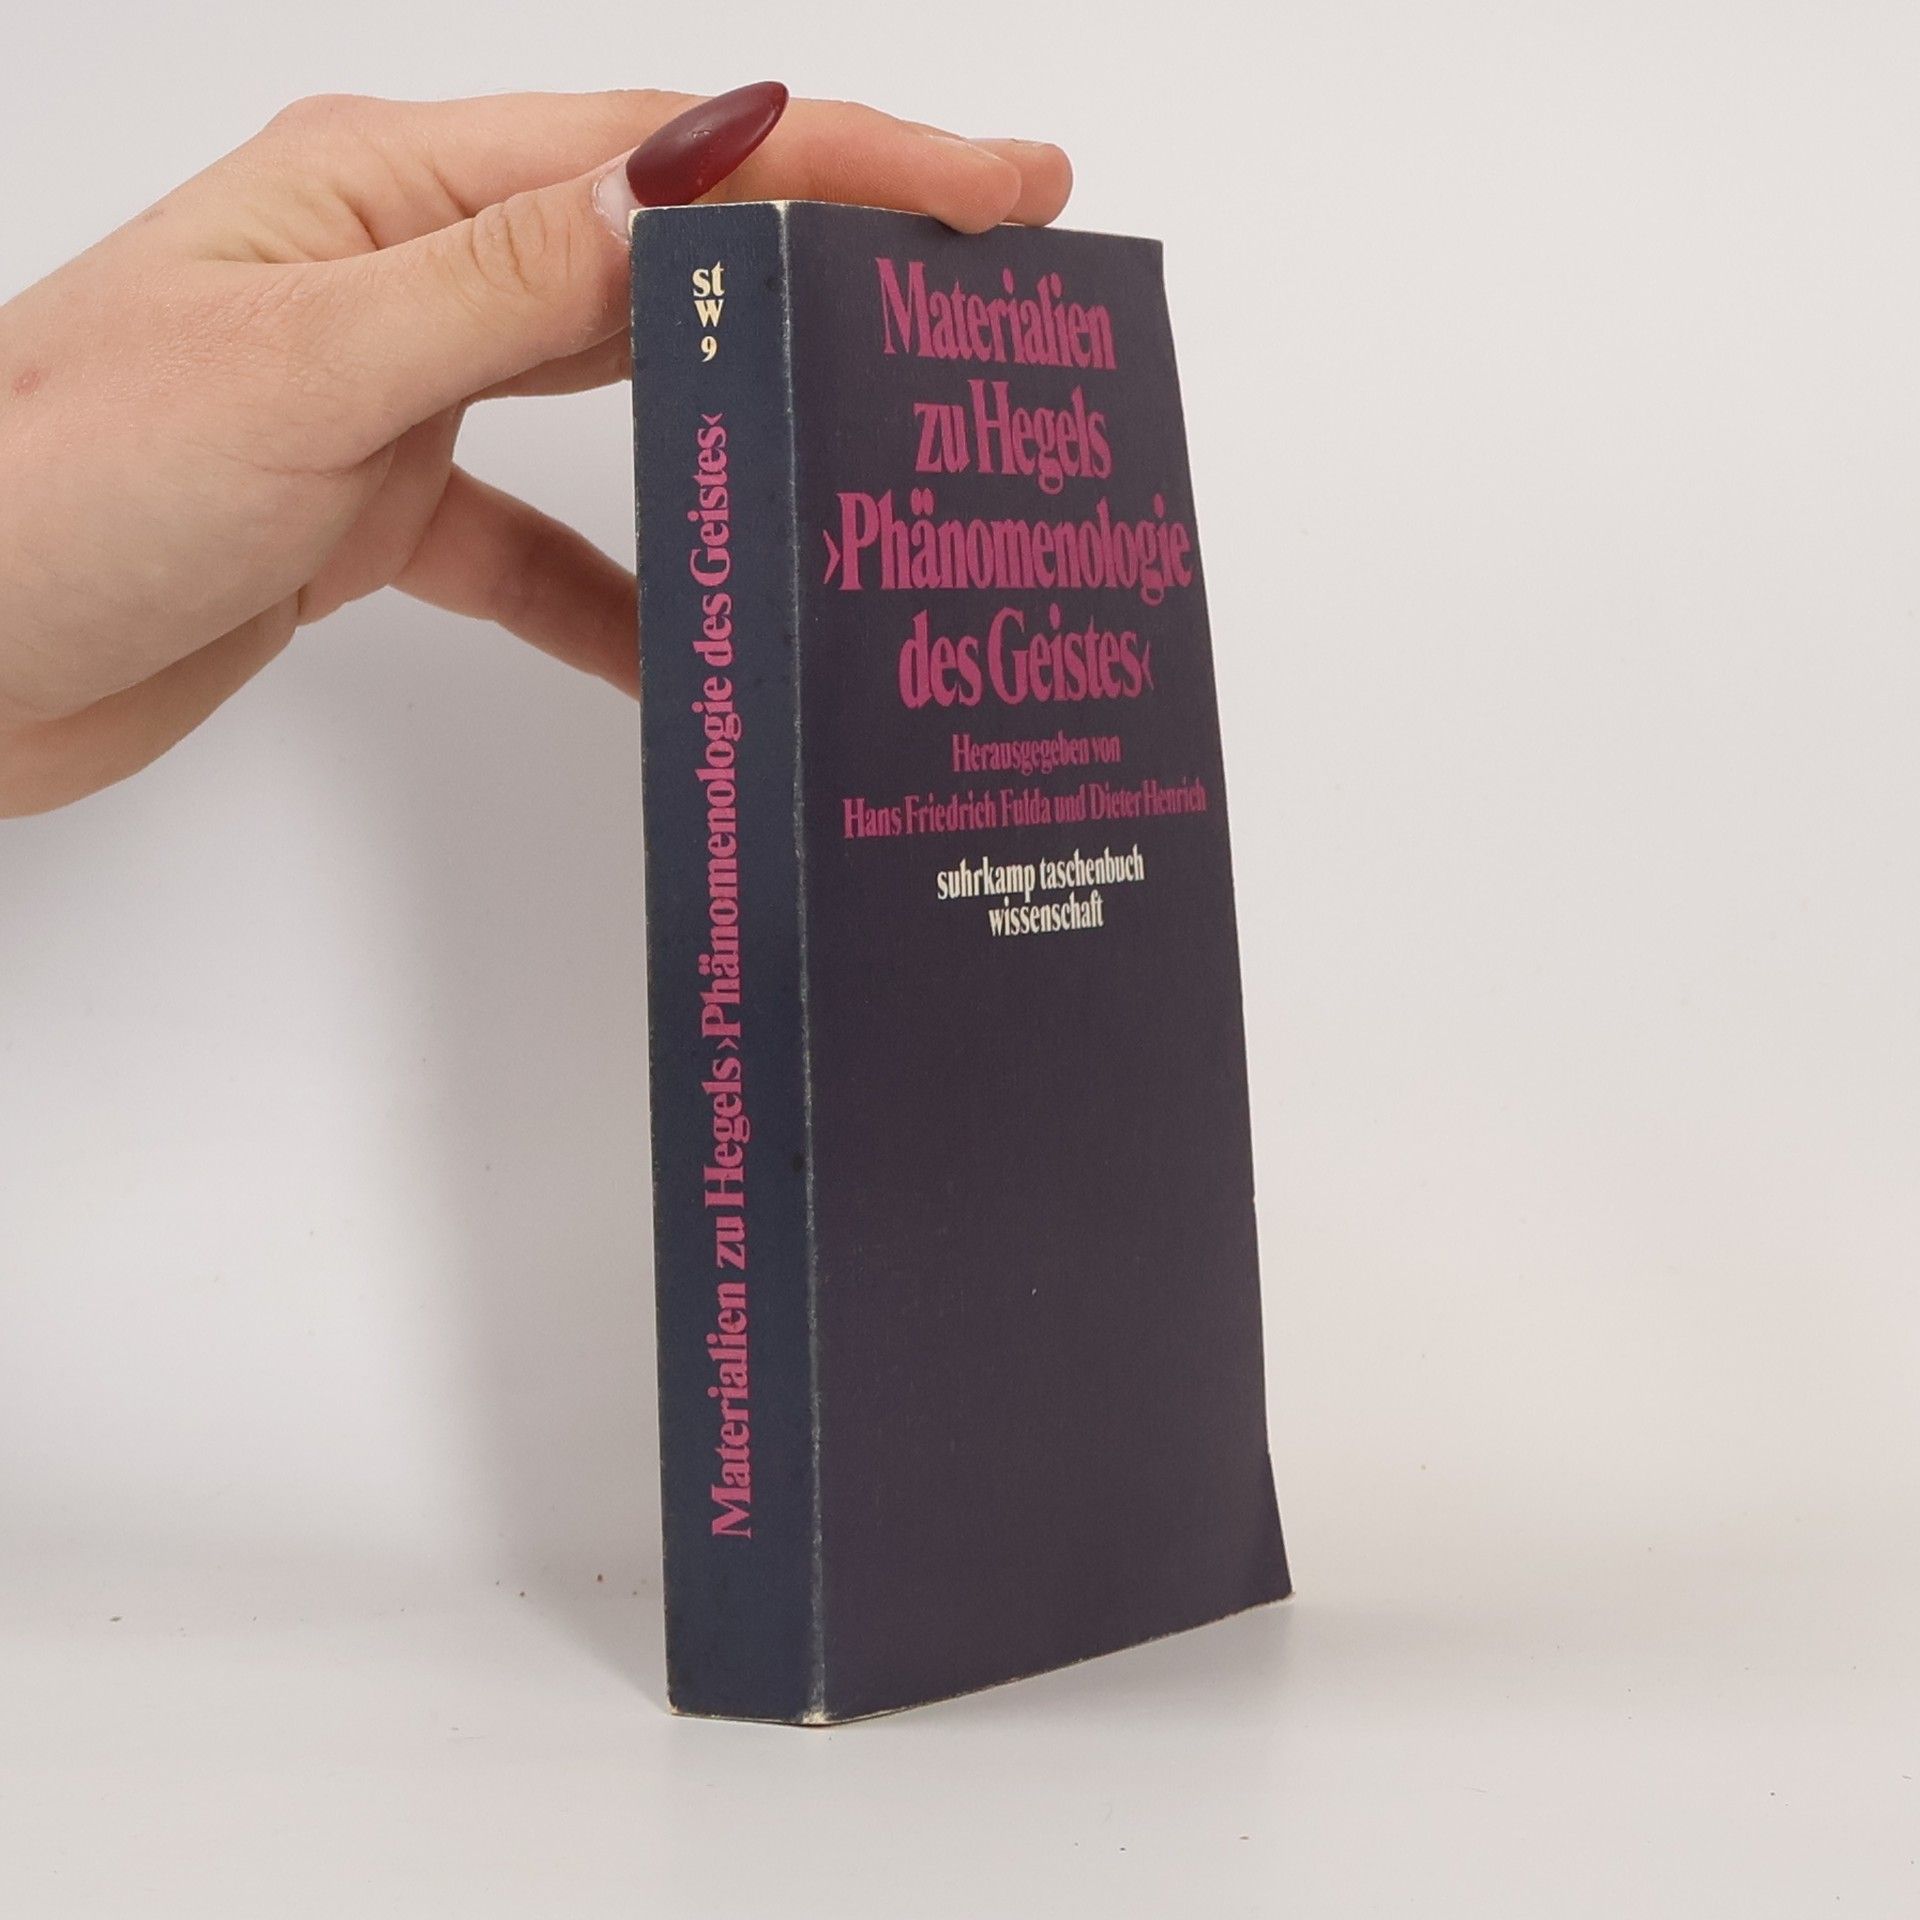 st
w
9
Materialien zu Hegels ›Phänomenologie des Geistes‹
Materialien
zu Hegels
›Phänomenologie
des Geistes‹
Herausgegeben von
Hans Friedrich Fulda und Dieter Henrich
suhrkamp taschenbuch
wissenschaft